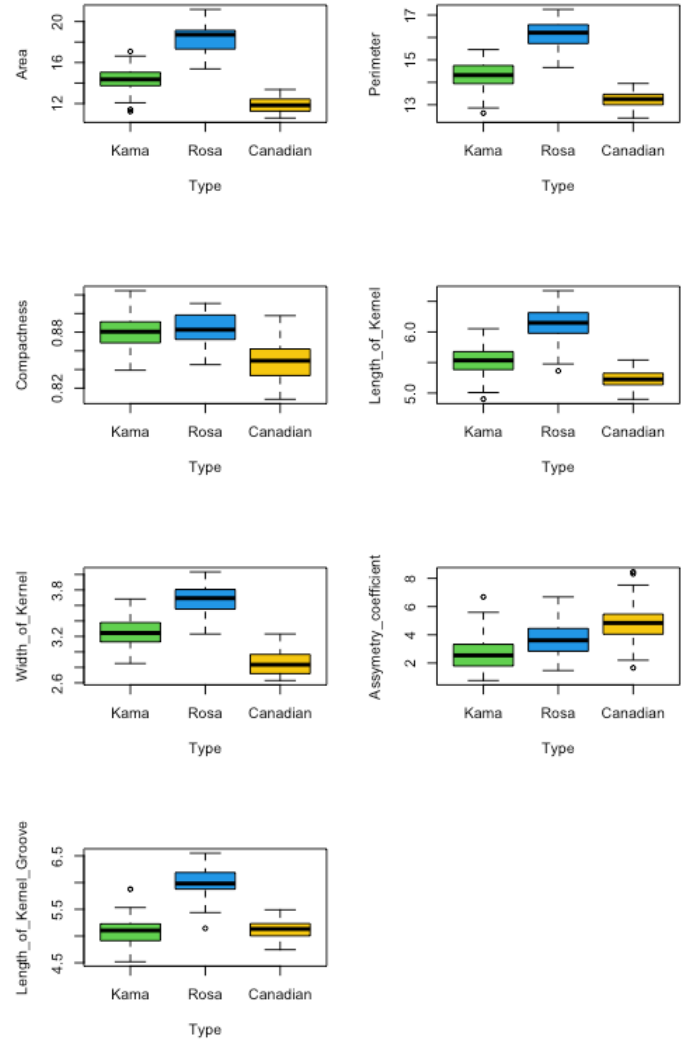 Area
20
16
12
Kama Rosa Canadian
Type
Perimeter
17
15
13
Kama Rosa Canadian
Type
Compactness
0.88
0.82
Kama Rosa Canadian
Type
Length_of_Kernel
6.0
5.0
Kama Rosa Canadian
Type
Width_of_Kernel
3.8
3.2
2.6
Kama Rosa Canadian
Type
Assymetry_coefficient
8
6
4
2
Kama Rosa Canadian
Type
Length_of_Kernel_Groove
6.5
5.5
4.5
Kama Rosa Canadian
Type